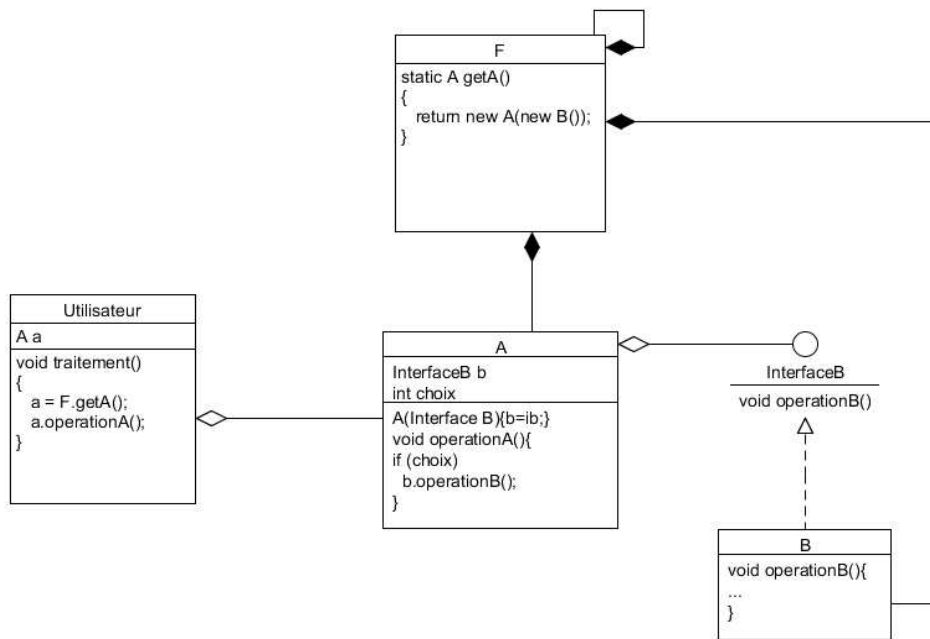 F
static A getA()
{
return new A(new B());
}
Utilisateur
A a
void traitement()
{
a = F.getA();
a.operationA();
}
A
InterfaceB b
int choix
A(Interface B){b=ib;}
void operationA(){
if (choix)
b.operationB();
}
InterfaceB
void operationB()
B
void operationB(){
...
}